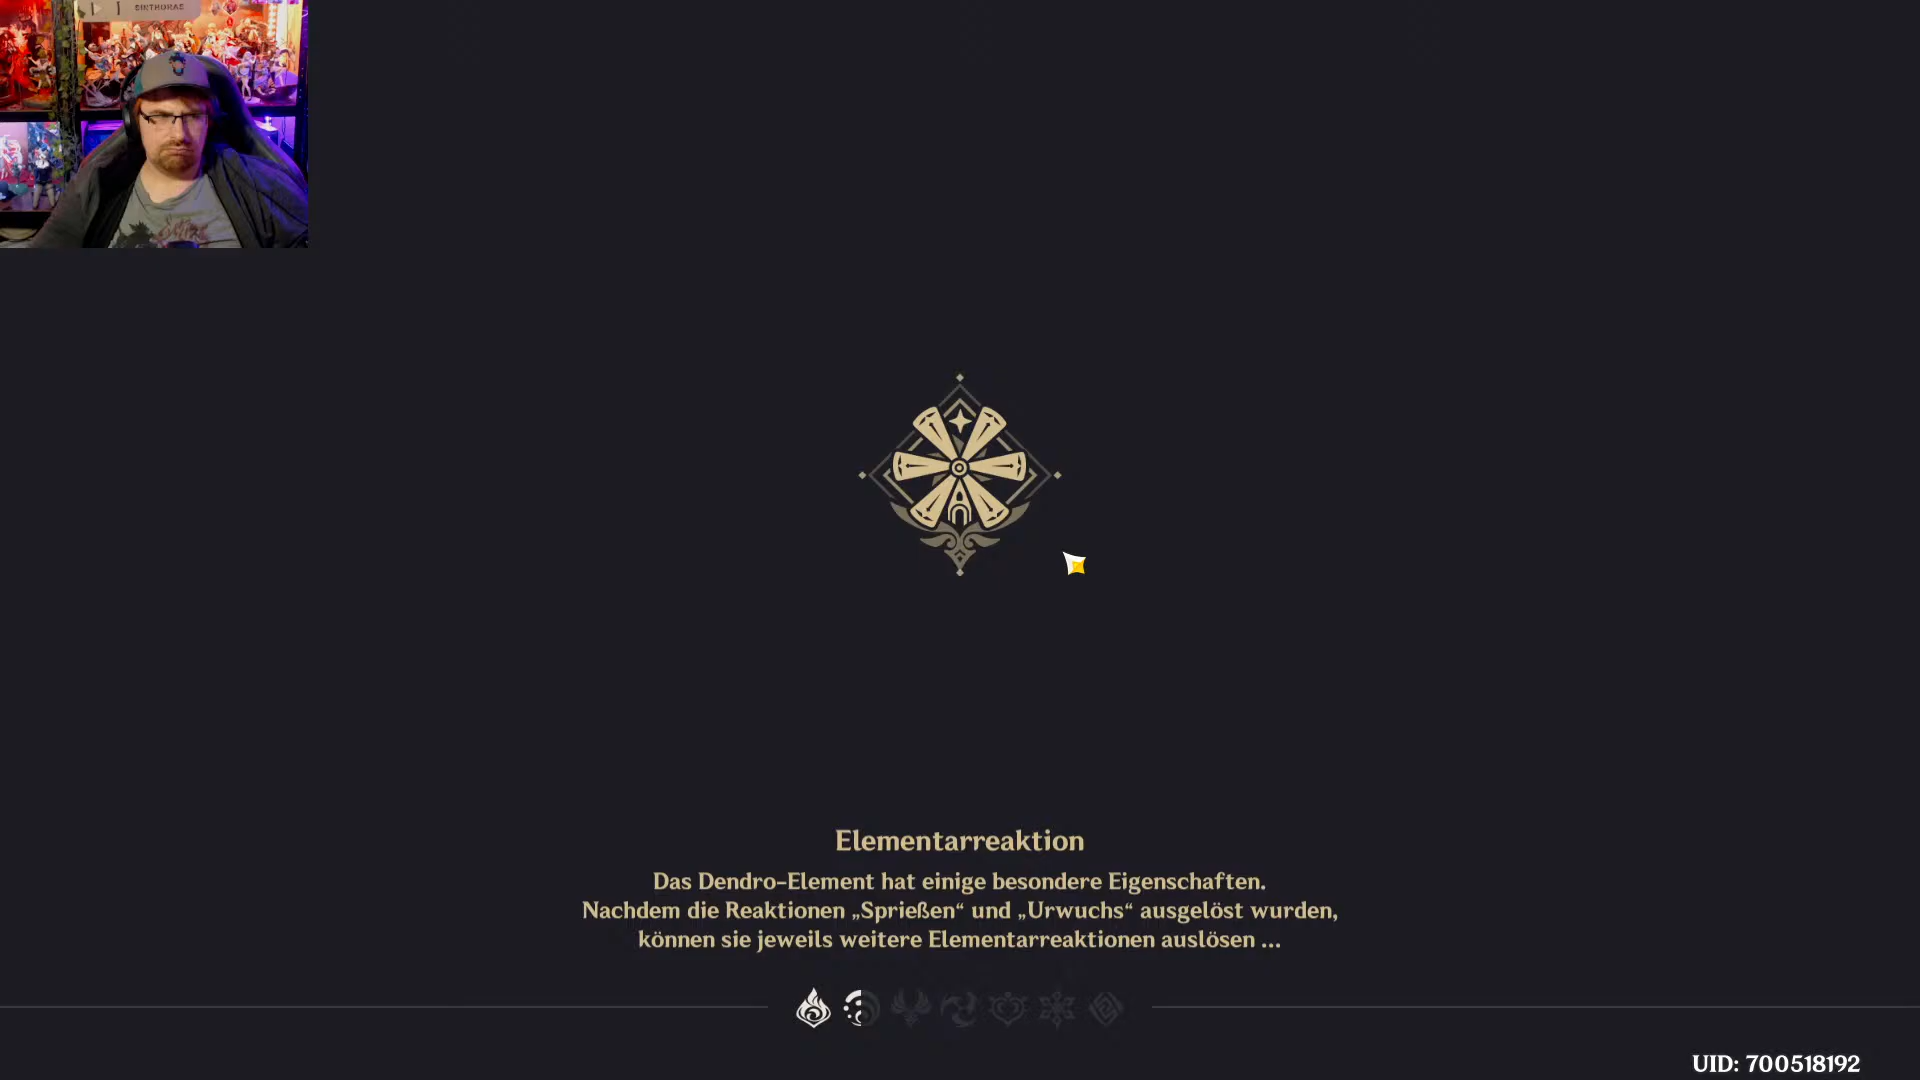 SINTHORAS
Elementarreaktion
Das Dendro-Element hat einige besondere Eigenschaften.
Nachdem die Reaktionen „Sprießen“ und „Urwuchs“ ausgelöst wurden,
können sie jeweils weitere Elementarreaktionen auslösen ...
UID: 700518192